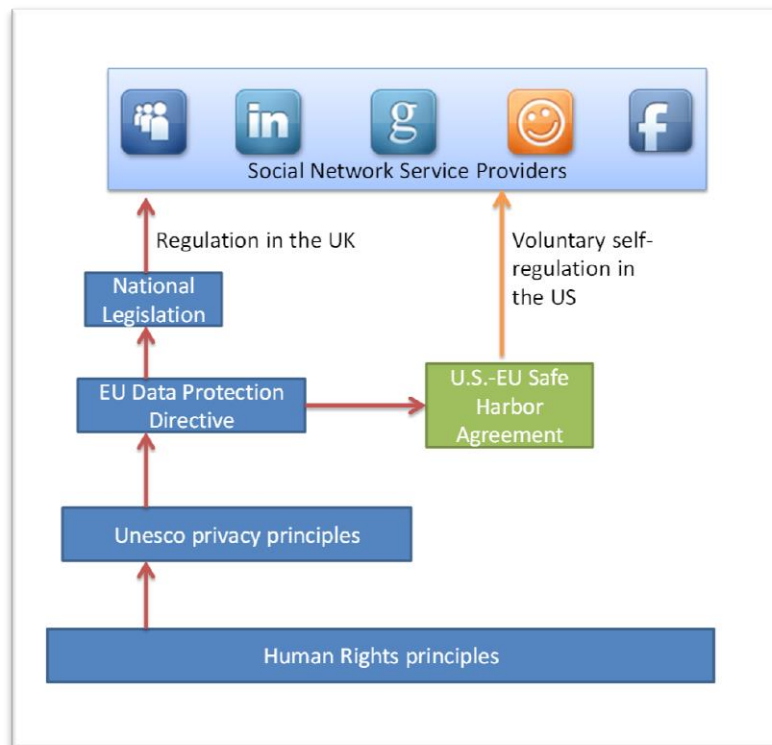 in
g
f
Social Network Service Providers
Regulation in the UK
Voluntary self-
regulation in
the US
National
Legislation
EU Data Protection
Directive
U.S.-EU Safe
Harbor
Agreement
Unesco privacy principles
Human Rights principles